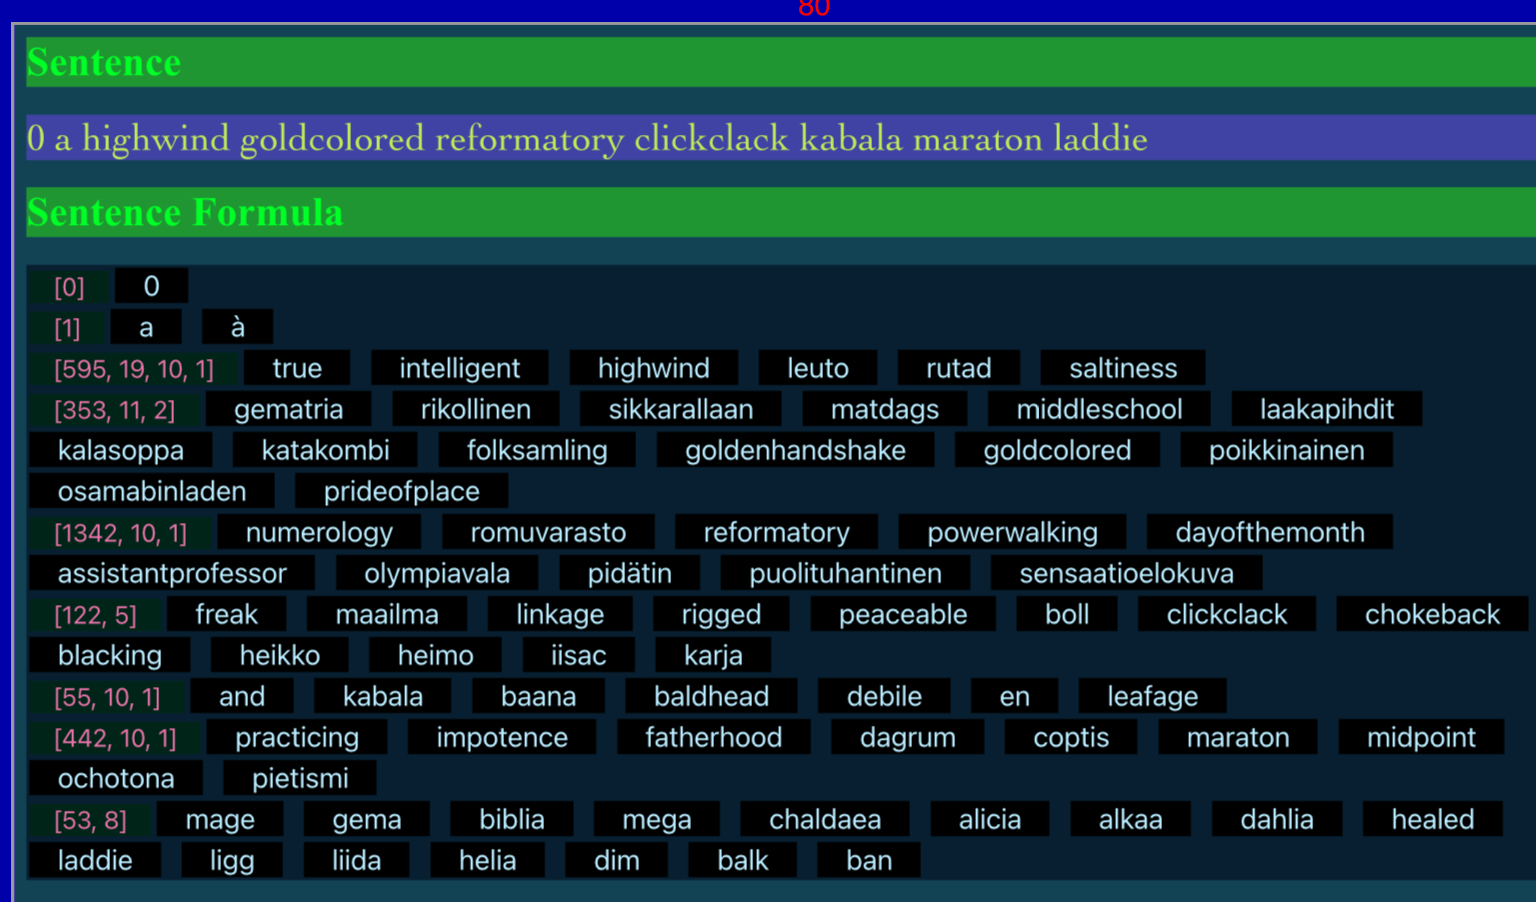 80
Sentence
0 a highwind goldcolored reformatory clickclack kabala maraton laddie
Sentence Formula
[0] 0
[1] a à
[595, 19, 10, 1] true intelligent highwind leuto rutad saltiness
[353, 11, 2] gematria rikollinen sikkarallaan matdags middleschool laakapihdit
kalasoppa katakombi folksamling goldenhandshake goldcolored poikkinainen
osamabinladen prideofplace
[1342, 10, 1] numerology romuvarasto reformatory powerwalking dayofthemonth
assistantprofessor olympiavala pidätin puolituhantinen sensaatioelokuva
[122, 5] freak maailma linkage rigged peaceable boll clickclack chokeback
blacking heikko heimo iisac karja
[55, 10, 1] and kabala baana baldhead debile en leafage
[442, 10, 1] practicing impotence fatherhood dagrum coptis maraton midpoint
ochotona pietismi
[53, 8] mage gema biblia mega chaldaea alicia alkaa dahlia healed
laddie ligg liida helia dim balk ban